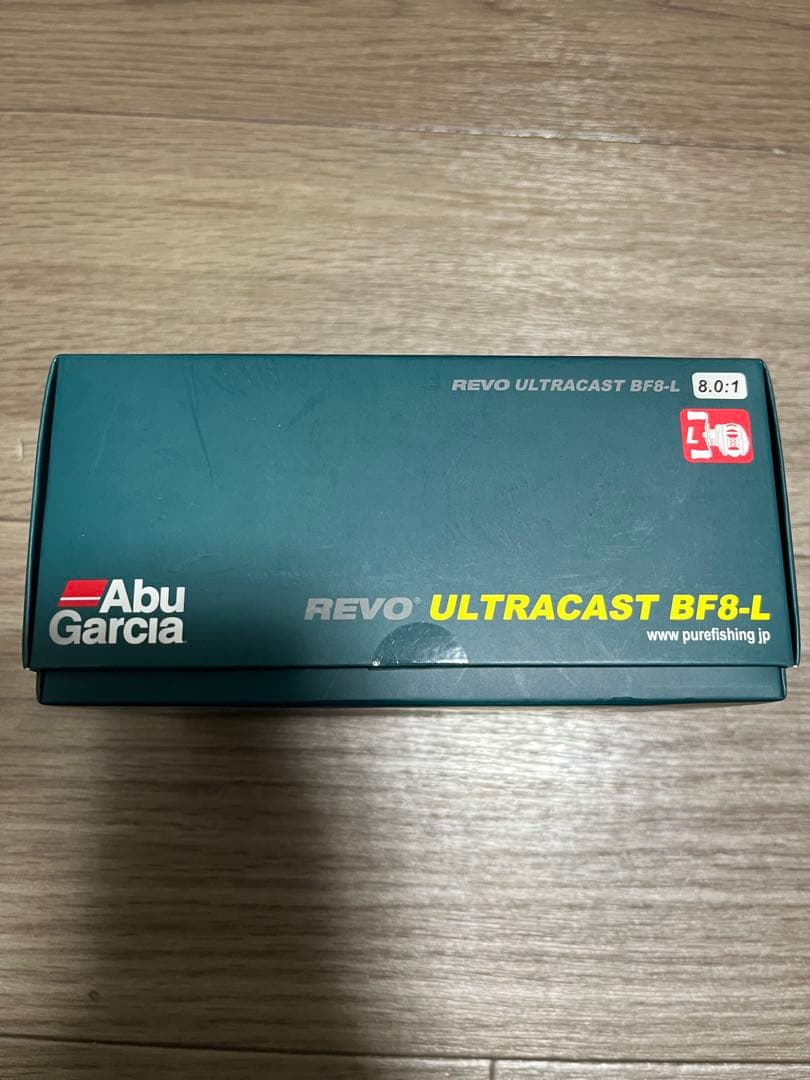 REVO ULTRACAST BF8-L 8.0:1
L
Abu
Garcia
REVO® ULTRACAST BF8-L
www purefishing jp